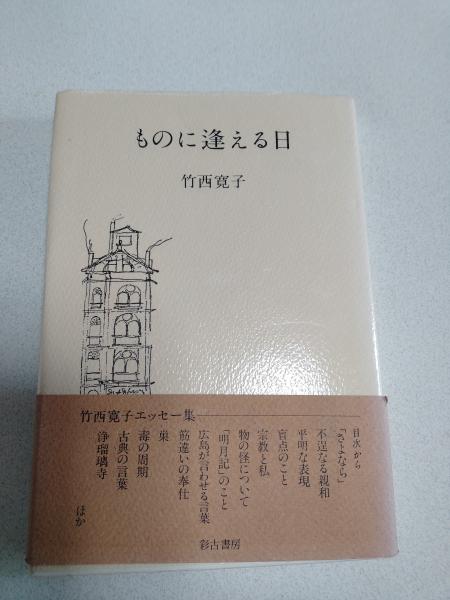 ものに逢える日
竹西寛子
竹西寛子エッセー集
目次から
「さよなら」
不逞なる親和
平明な表現
盲点のこと
宗教と私
物の怪について
「明月記」のこと
広島が言わせる言葉
筋違いの奉仕
巣
毒の周期
古典の言葉
浄瑠璃寺
ほか
彩古書房